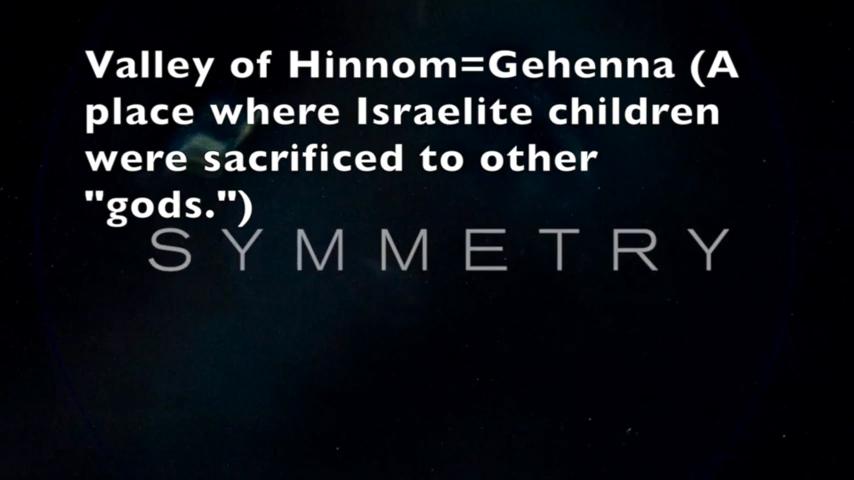 Valley of Hinnom=Gehenna (A
place where Israelite children
were sacrificed to other
"gods.")
SYMMETRY